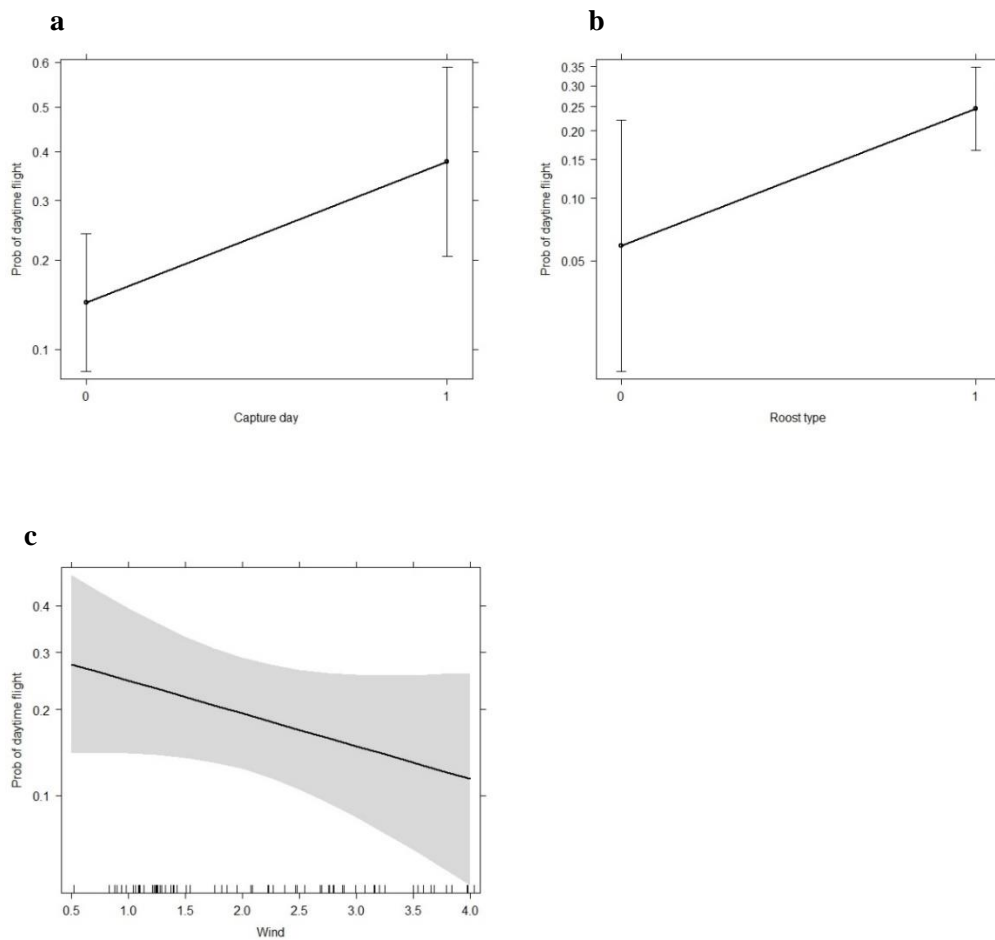 a
0.6
0.5
0.4
0.3
0.2
0.1
Prob of daytime flight
0 1
Capture day
b
0.35
0.30
0.25
0.20
0.15
0.10
0.05
Prob of daytime flight
0 1
Roost type
c
0.4
0.3
0.2
0.1
Prob of daytime flight
0.5 1.0 1.5 2.0 2.5 3.0 3.5 4.0
Wind